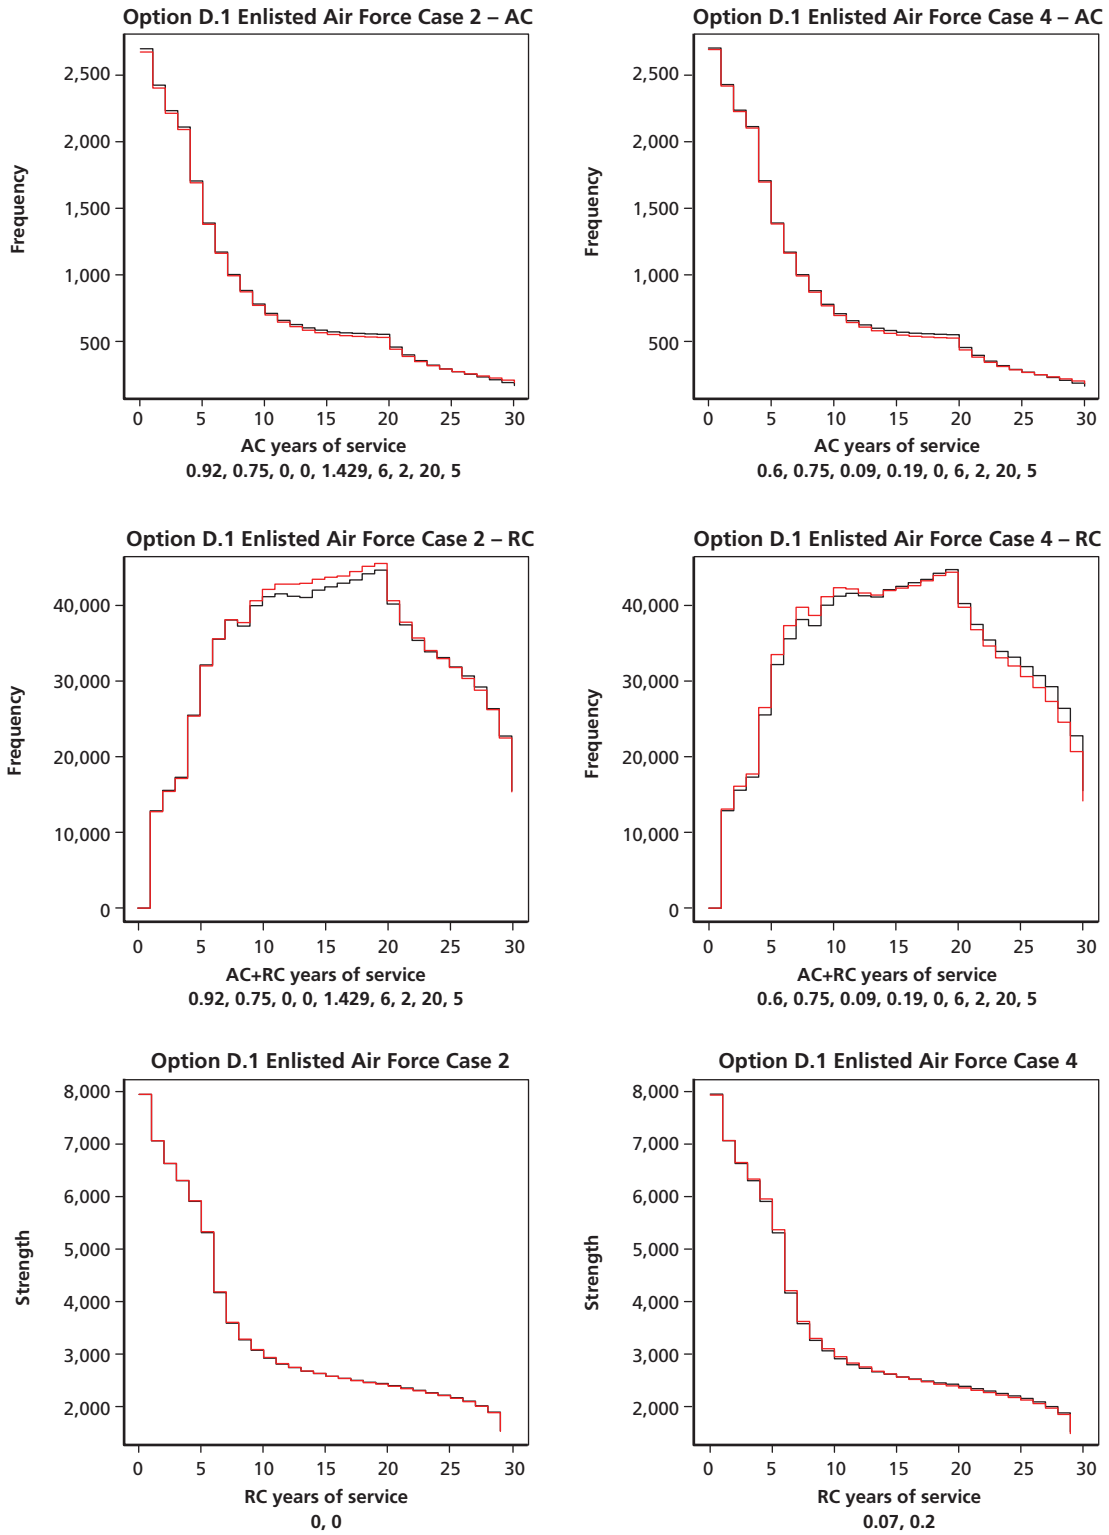 Option D.1 Enlisted Air Force Case 2 – AC
Frequency
2,500
2,000
1,500
1,000
500
0 5 10 15 20 25 30
AC years of service
0.92, 0.75, 0, 0, 1.429, 6, 2, 20, 5
Option D.1 Enlisted Air Force Case 4 – AC
Frequency
2,500
2,000
1,500
1,000
500
0 5 10 15 20 25 30
AC years of service
0.6, 0.75, 0.09, 0.19, 0, 6, 2, 20, 5
Option D.1 Enlisted Air Force Case 2 – RC
Frequency
40,000
30,000
20,000
10,000
0
0 5 10 15 20 25 30
AC+RC years of service
0.92, 0.75, 0, 0, 1.429, 6, 2, 20, 5
Option D.1 Enlisted Air Force Case 4 – RC
Frequency
40,000
30,000
20,000
10,000
0
0 5 10 15 20 25 30
AC+RC years of service
0.6, 0.75, 0.09, 0.19, 0, 6, 2, 20, 5
Option D.1 Enlisted Air Force Case 2
Strength
8,000
7,000
6,000
5,000
4,000
3,000
2,000
0 5 10 15 20 25 30
RC years of service
0, 0
Option D.1 Enlisted Air Force Case 4
Strength
8,000
7,000
6,000
5,000
4,000
3,000
2,000
0 5 10 15 20 25 30
RC years of service
0.07, 0.2